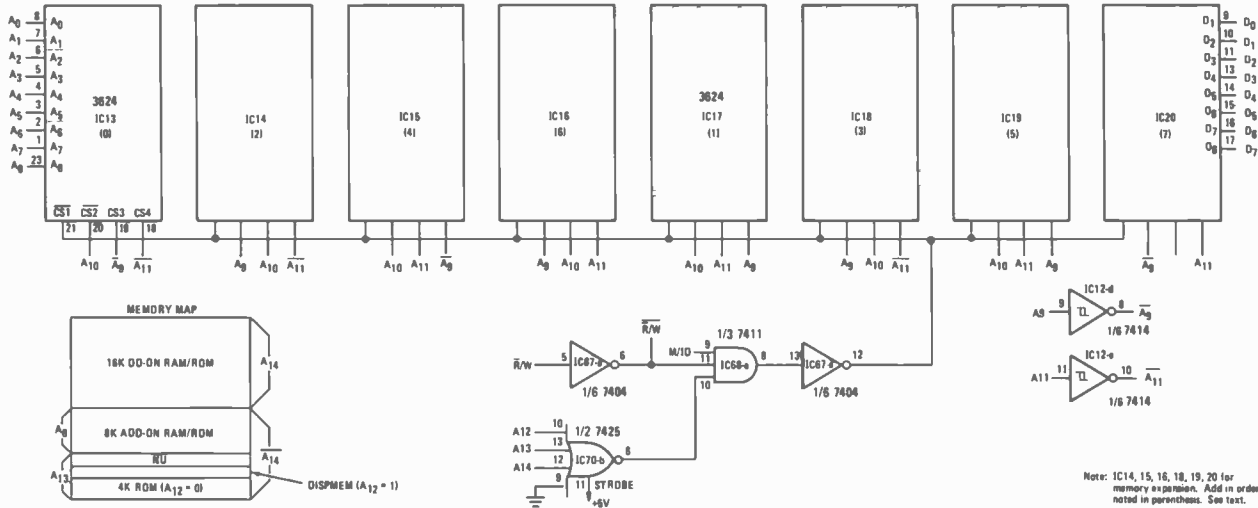 A0 8 A0
A1 7 A1
A2 6 A2
A3 5 A3
A4 4 A4
A5 3 A5
A6 2 A6
A7 1 A7
A8 23 A8
3624
IC13
(0)
IC14
(2)
IC15
(4)
IC16
(6)
3624
IC17
(1)
IC18
(3)
IC19
(5)
IC20
(7)
D1 9 D0
D2 10 D1
D3 11 D2
D4 13 D3
D5 14 D4
15 D5
D7 16 D6
17 D7
CS1 CS2 CS3 CS4
21 20 19 18
A10 A9 A11
A9 A10 A11
A10 A11 A9
A9 A10 A11
A10 A11 A9
A9 A10 A11
A10 A11 A9
A9 A11
MEMORY MAP
16K DD-ON RAM/ROM
A14
8K ADD-ON RAM/ROM
A14
NU
A13
4K ROM (A12 = 0)
DISPMEM (A12 = 1)
R/W 5 6
1/6 7404
R/W
1/3 7411
M/IO 9
11
10
IC68-a
8
13 12
1/6 7404
A12 10
1/2 7425
A13 13
A14 12
IC70-b
9
11
STROBE
+5V
IC12-d
A9 9 8 A9
1/6 7414
IC12-e
A11 11 10 A11
1/6 7414
Note: IC14, 15, 16, 18, 19, 20 for
memory expansion. Add in order
noted in parenthesis. See text.